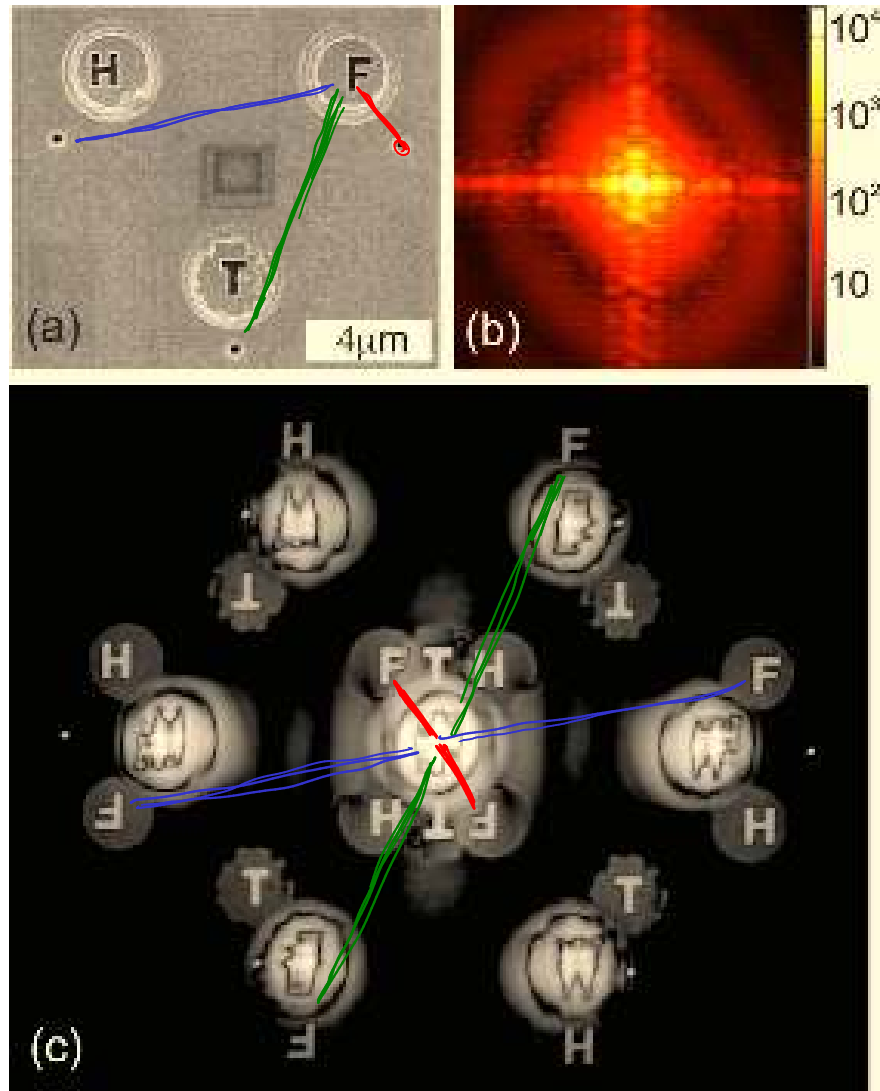 H F
T
(a) 4μm
(b)
10⁴
10³
10²
10
H F
T T
H F T H F
F H T F H
T T
F H
(c)